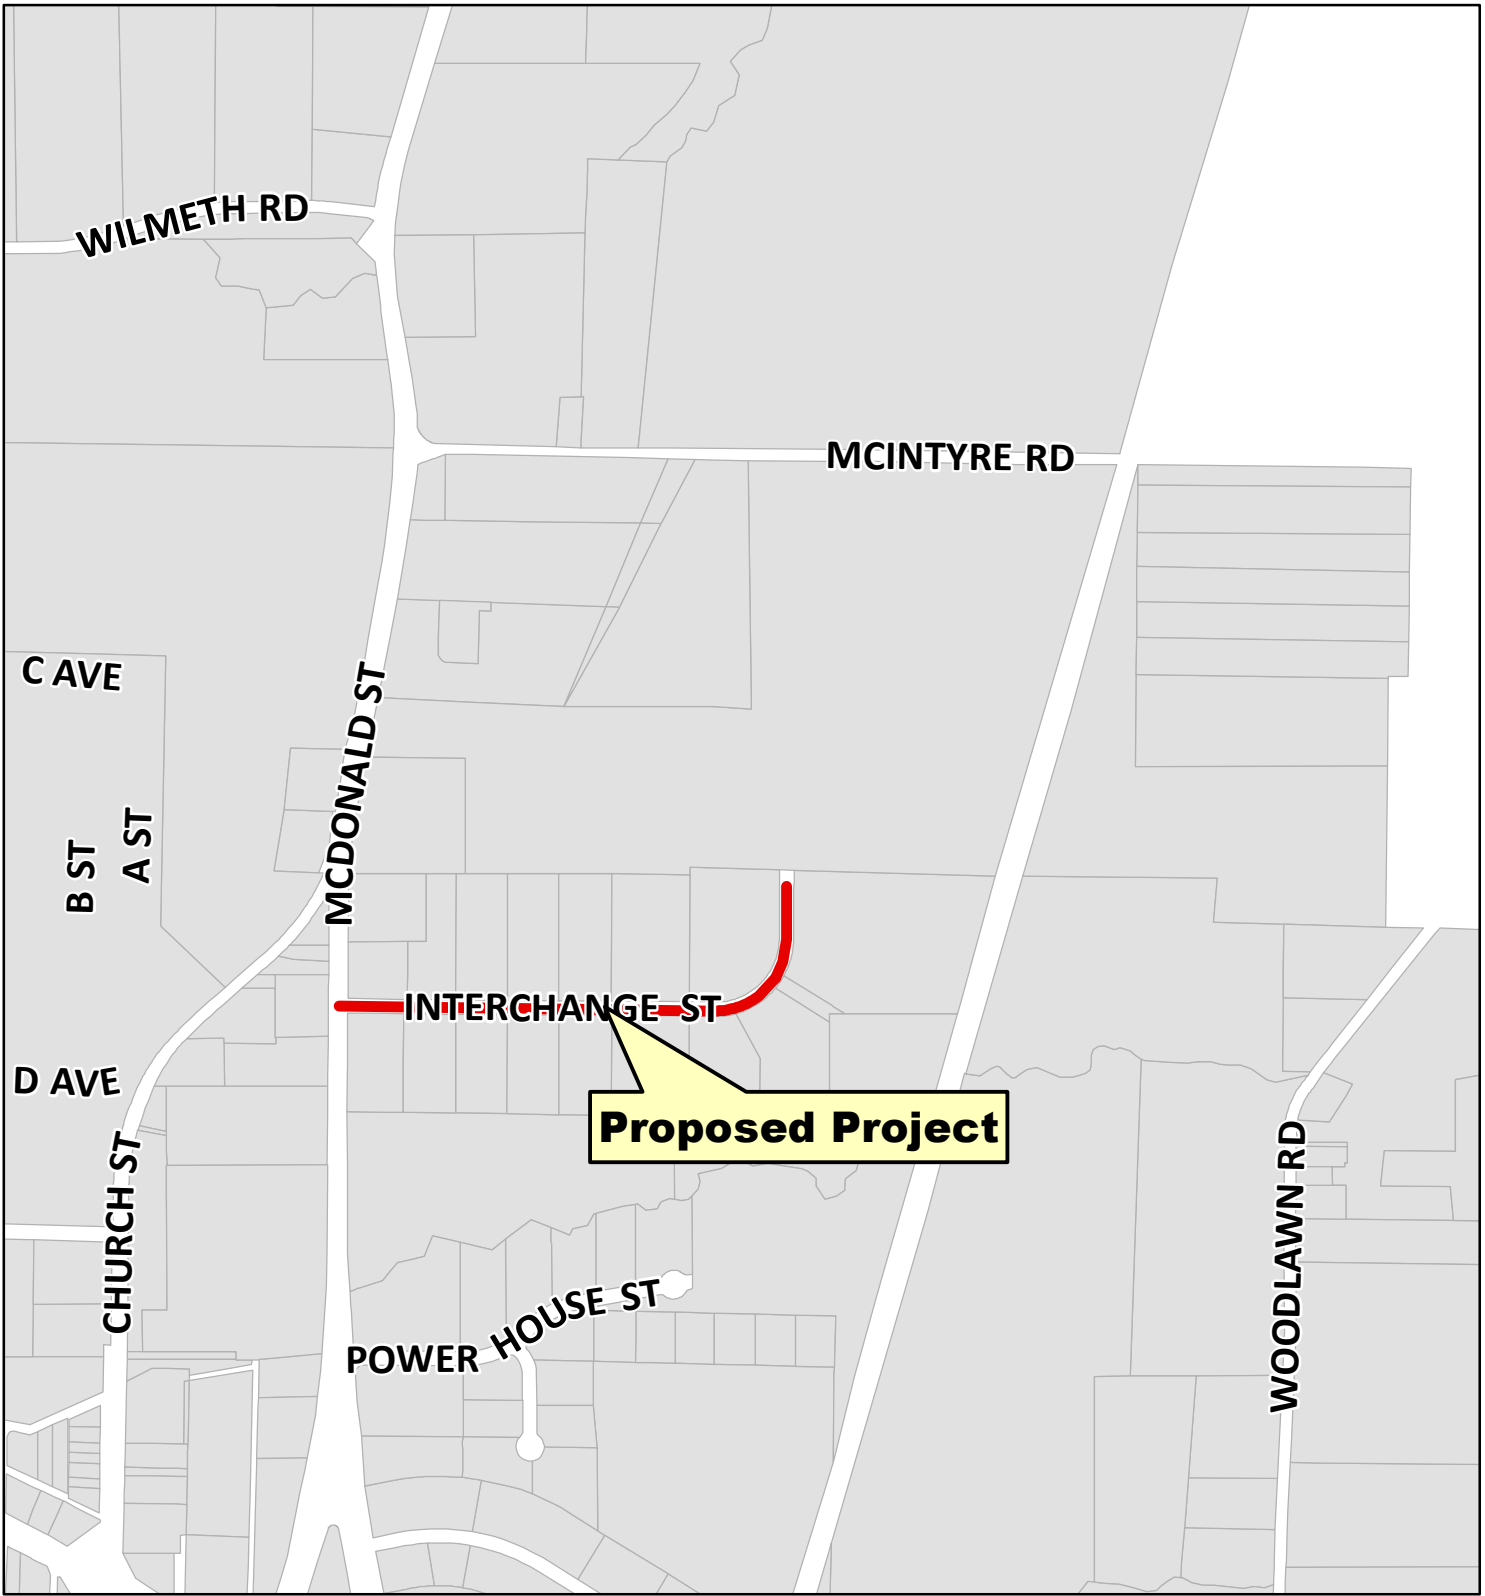 WILMETH RD
MCINTYRE RD
C AVE
MCDONALD ST
A ST
B ST
INTERCHANGE ST
D AVE
Proposed Project
CHURCH ST
WOODLAWN RD
POWER HOUSE ST